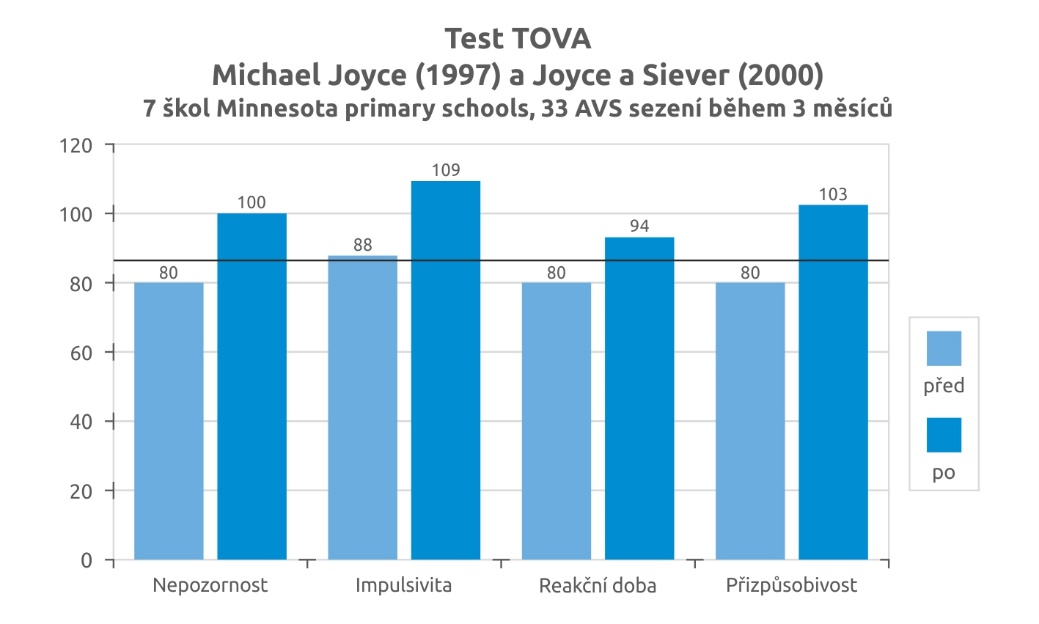 Test TOVA
Michael Joyce (1997) a Joyce a Siever (2000)
7 škol Minnesota primary schools, 33 AVS sezení během 3 měsíců
120
100
80
60
40
20
0
80
100
88
109
80
94
80
103
Nepozornost
Impulsivita
Reakční doba
Přizpůsobivost
před
po